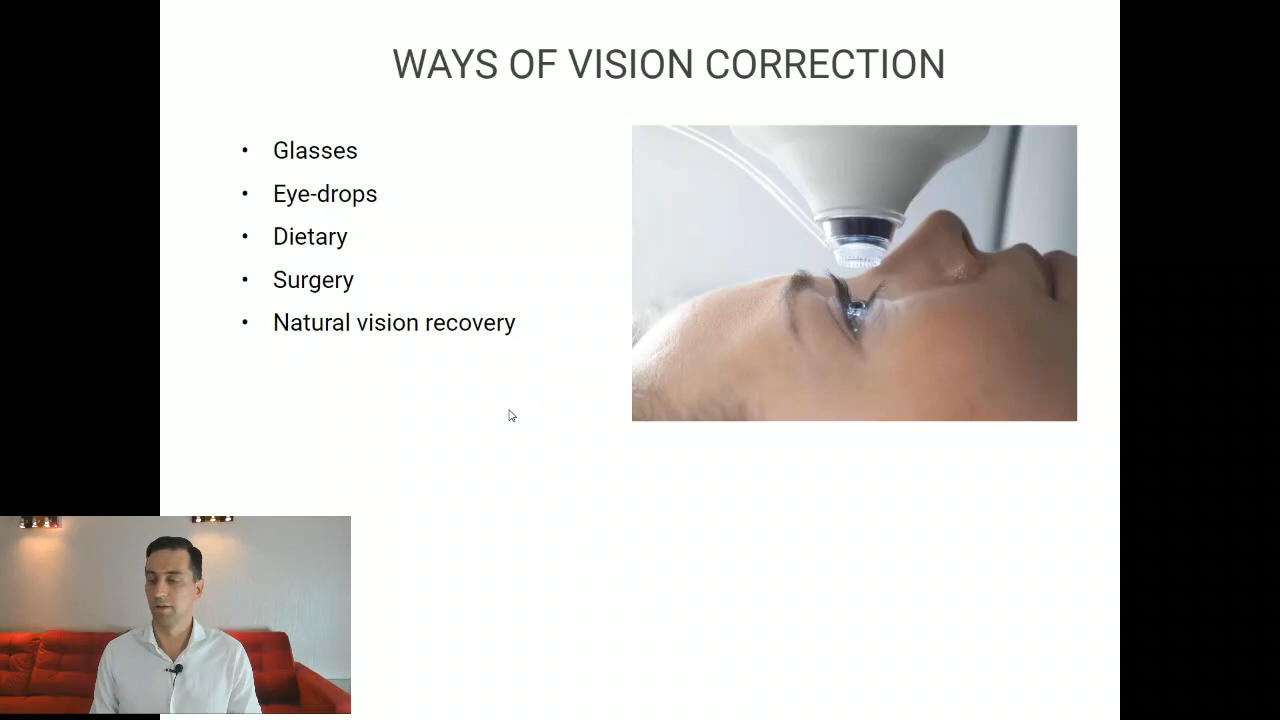 WAYS OF VISION CORRECTION
• Glasses
• Eye-drops
• Dietary
• Surgery
• Natural vision recovery